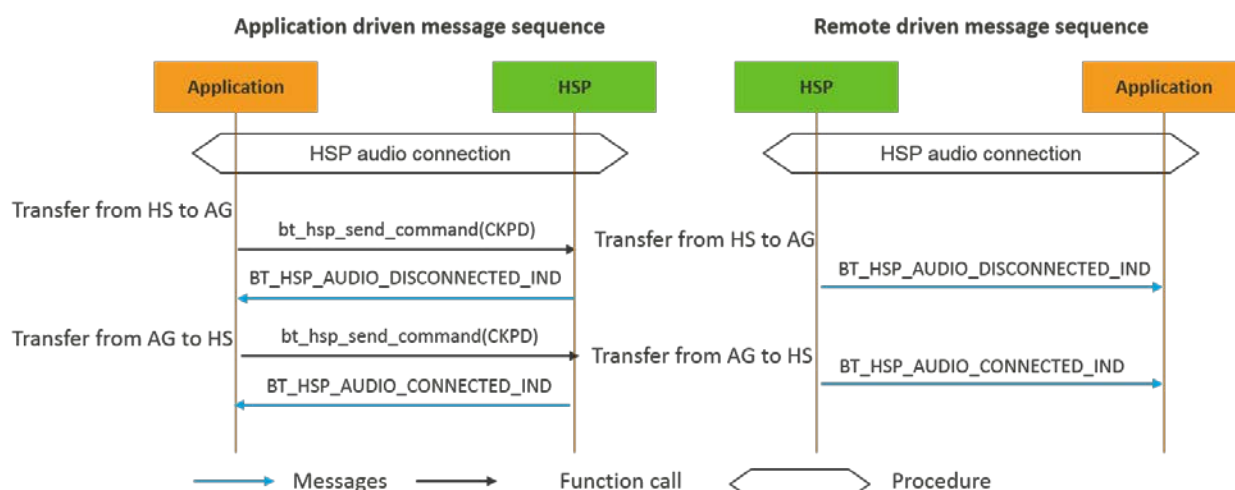 Application driven message sequence
Remote driven message sequence
Application
HSP
HSP
Application
HSP audio connection
HSP audio connection
Transfer from HS to AG
bt_hsp_send_command(CKPD)
Transfer from HS to AG
BT_HSP_AUDIO_DISCONNECTED_IND
BT_HSP_AUDIO_DISCONNECTED_IND
Transfer from AG to HS
bt_hsp_send_command(CKPD)
Transfer from AG to HS
BT_HSP_AUDIO_CONNECTED_IND
BT_HSP_AUDIO_CONNECTED_IND
Messages
Function call
Procedure